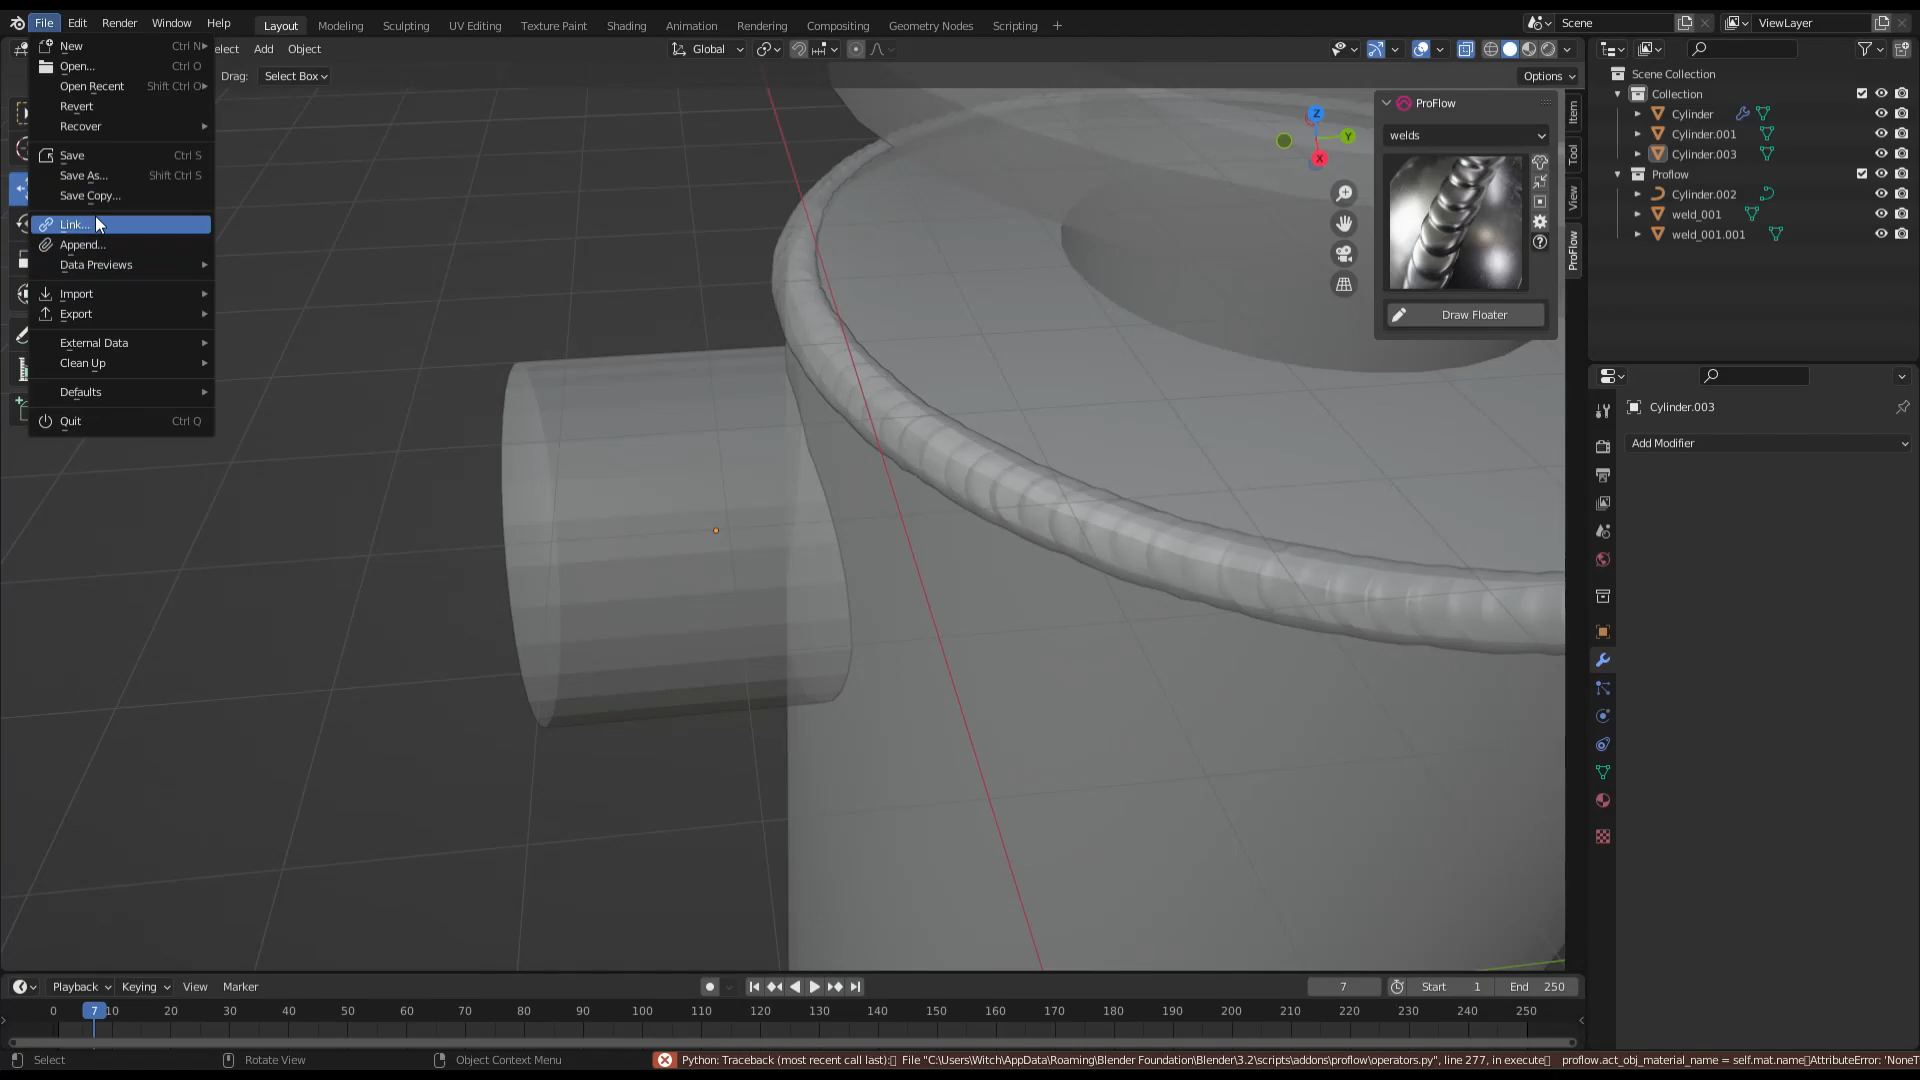 File Edit Render Window Help
Layout Modeling Sculpting UV Editing Texture Paint Shading Animation Rendering Compositing Geometry Nodes Scripting
Scene
ViewLayer
New Ctrl N
Open... Ctrl O
Open Recent Shift Ctrl O
Revert
Recover
Save Ctrl S
Save As... Shift Ctrl S
Save Copy...
Link...
Append...
Data Previews
Import
Export
External Data
Clean Up
Defaults
Quit Ctrl Q
elect Add Object
Global
Drag: Select Box
Options
Z
Y
X
ProFlow
welds
Draw Floater
Item
Tool
View
ProFlow
Scene Collection
Collection
Cylinder
Cylinder.001
Cylinder.003
Proflow
Cylinder.002
weld_001
weld_001.001
Cylinder.003
Add Modifier
Playback Keying View Marker
7 Start 1 End 250
0 7 10 20 30 40 50 60 70 80 90 100 110 120 130 140 150 160 170 180 190 200 210 220 230 240 250
Select Rotate View Object Context Menu
Python: Traceback (most recent call last): File "C:\Users\Witch\AppData\Roaming\Blender Foundation\Blender\3.2\scripts\addons\proflow\operators.py", line 277, in execute proflow.act_obj_material_name = self.mat.name AttributeError: 'NoneT